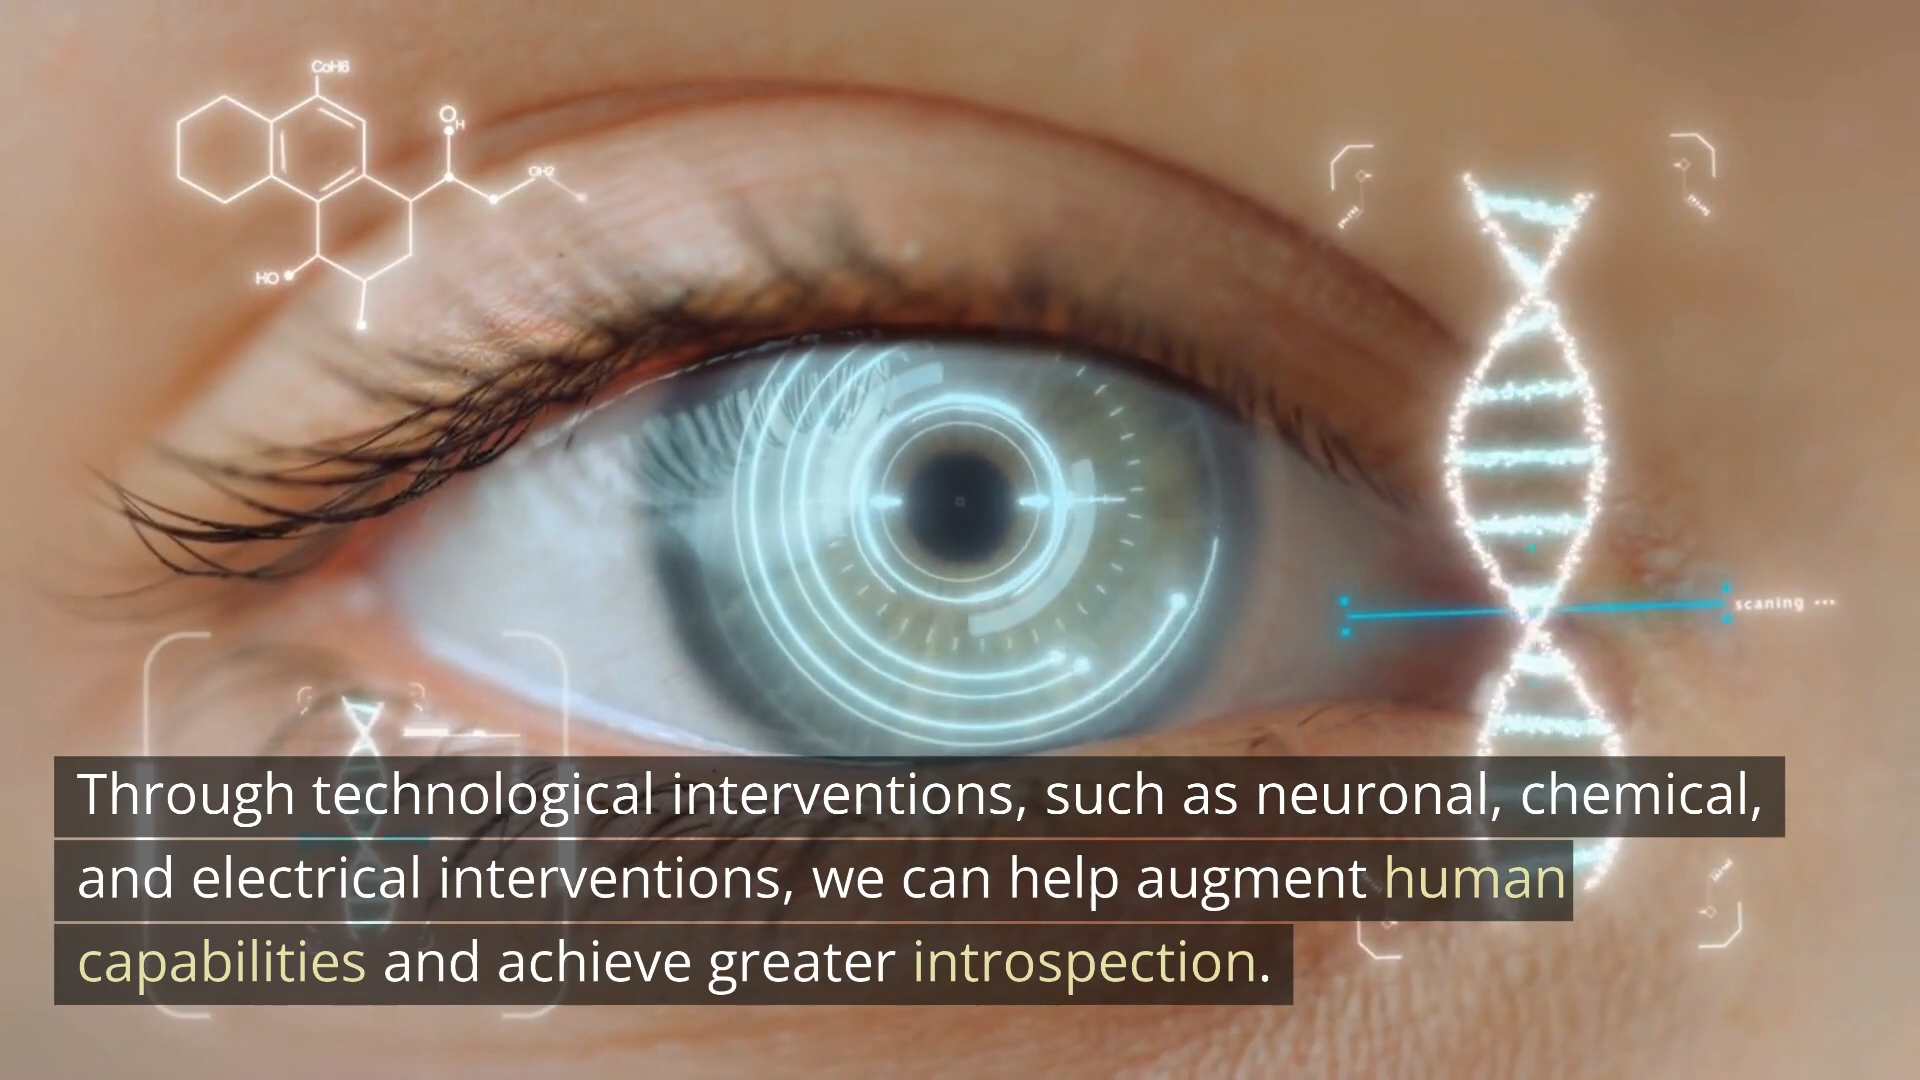 CoH6
OH
CH2
HO
scaning ...
Through technological interventions, such as neuronal, chemical,
and electrical interventions, we can help augment human
capabilities and achieve greater introspection.